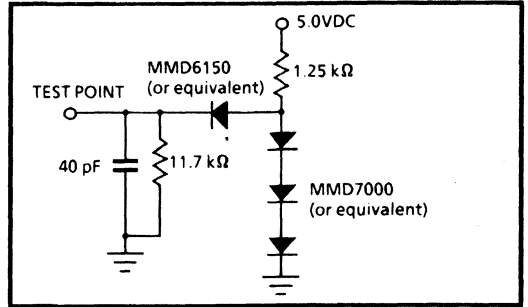 5.0VDC
MMD6150
(or equivalent)
1.25 kΩ
TEST POINT
40 pF
11.7 kΩ
MMD7000
(or equivalent)